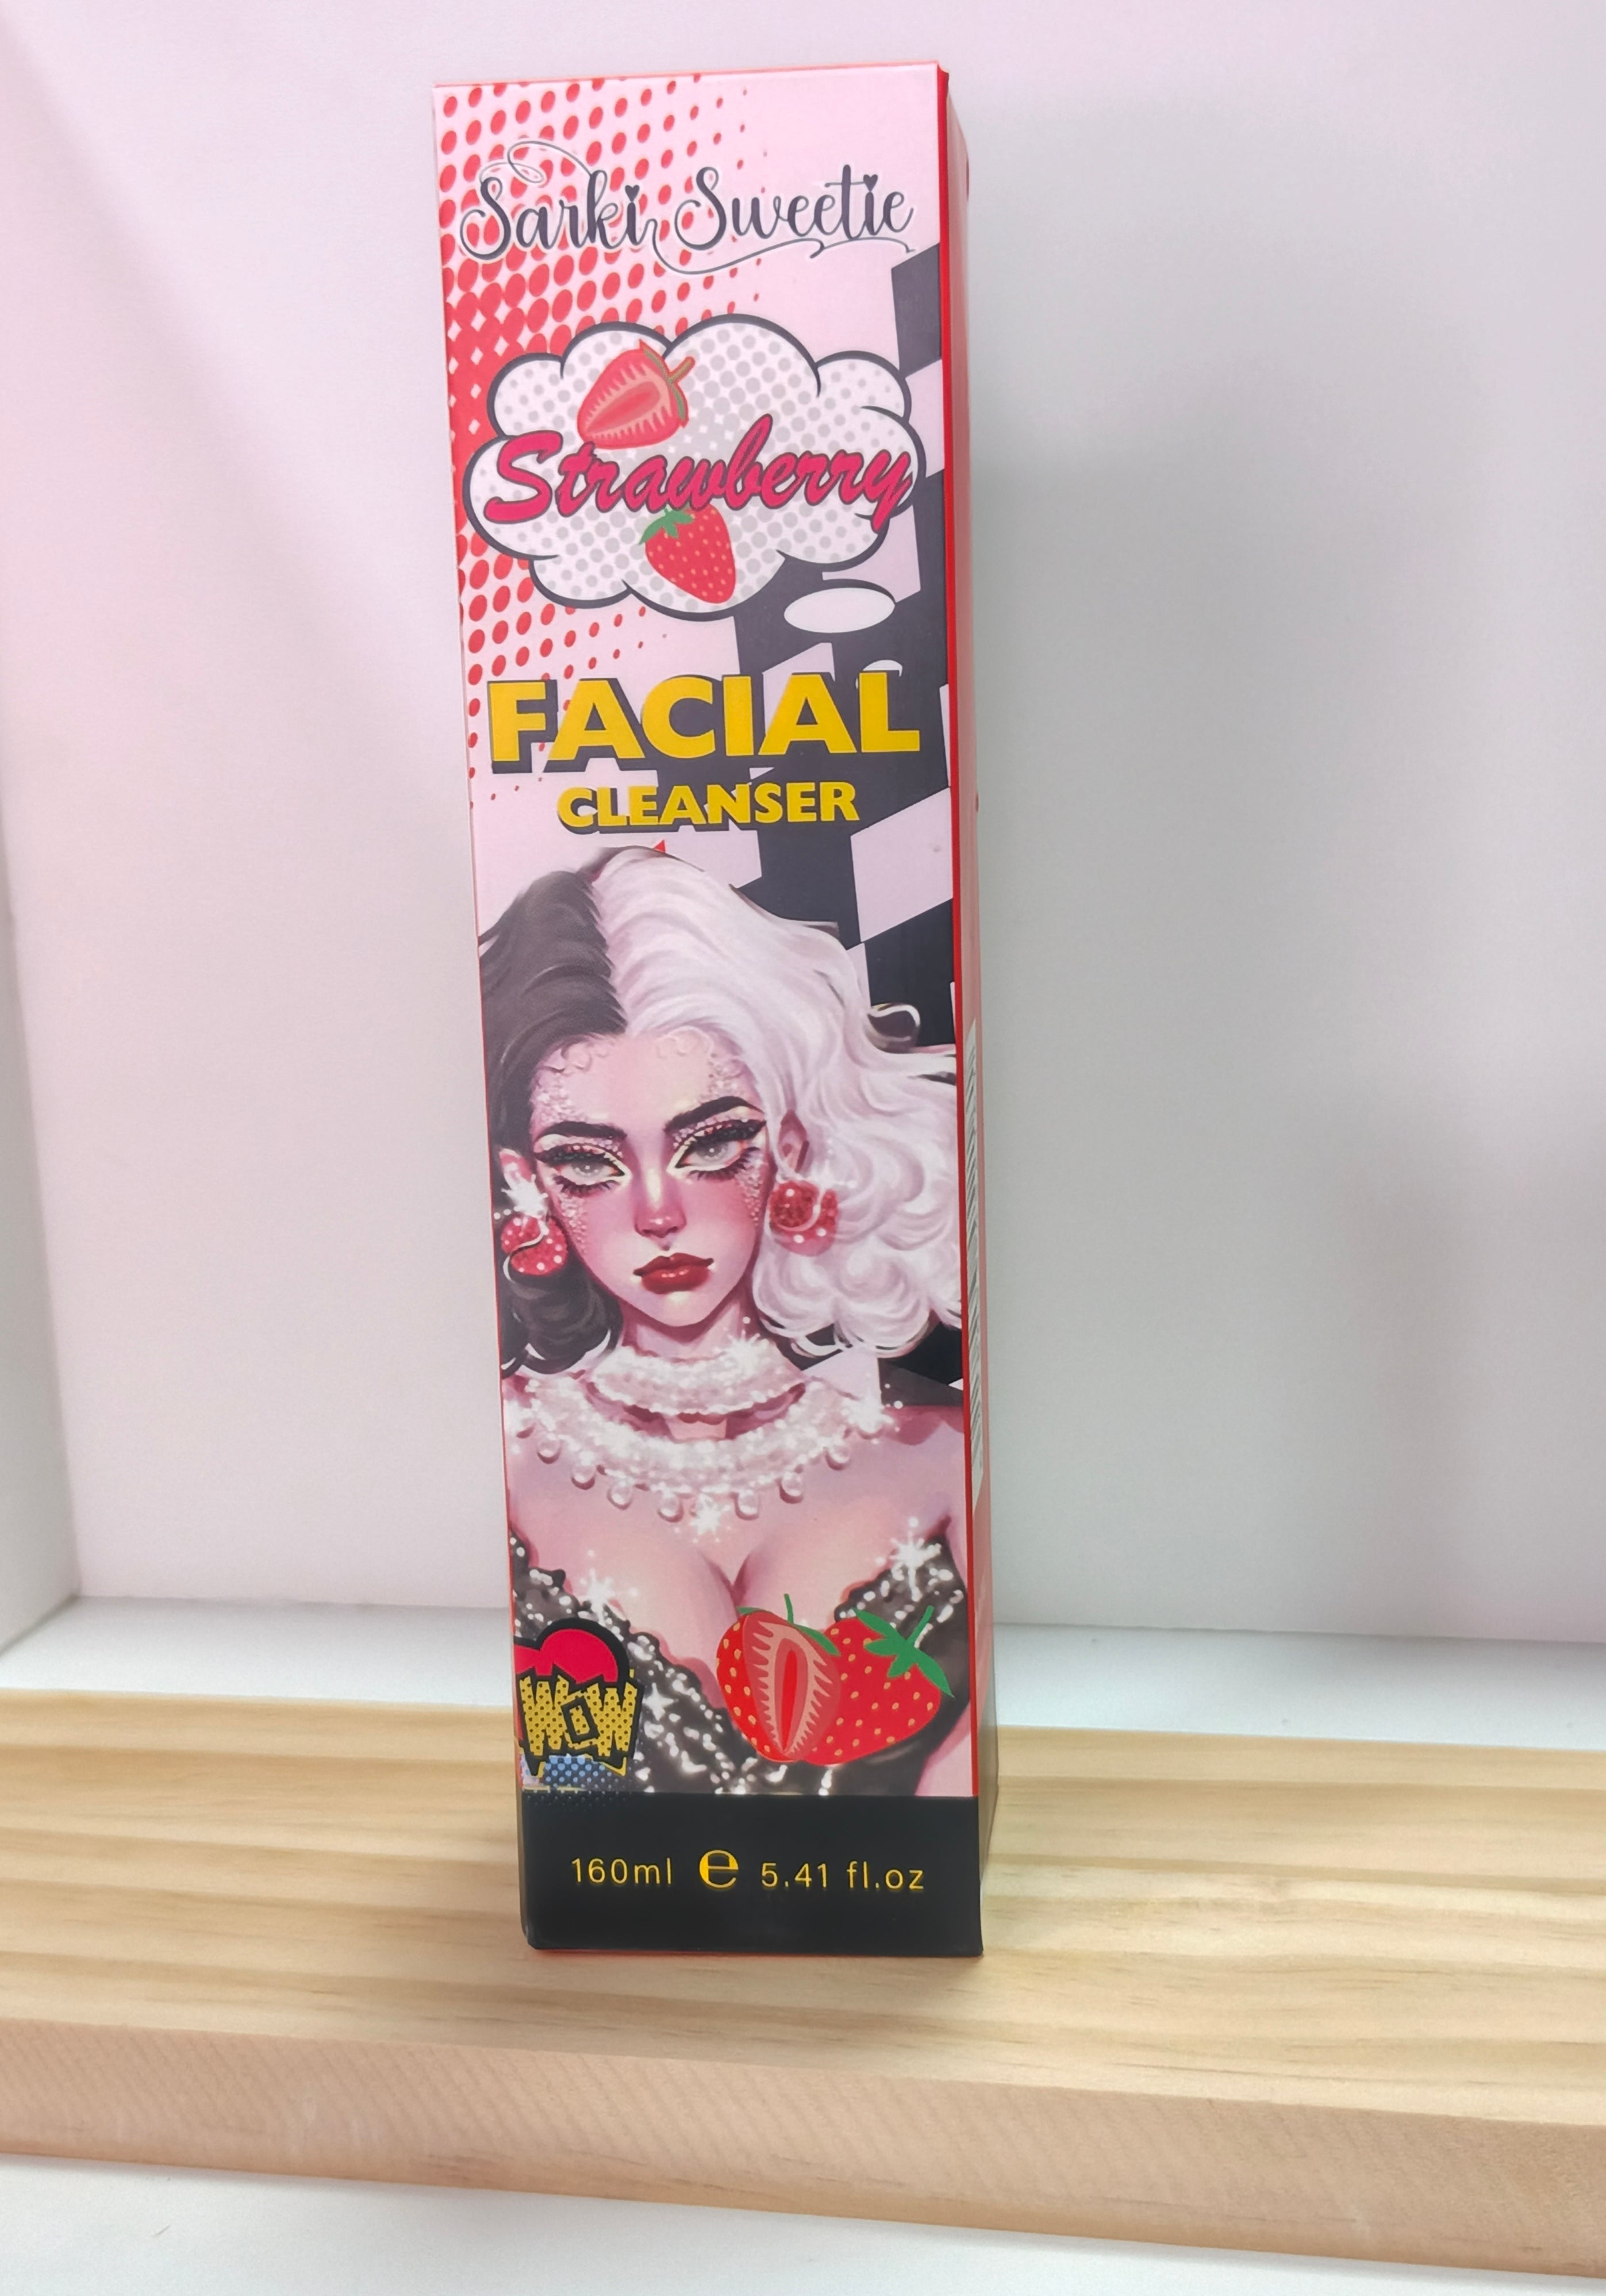 Sarki Sweetie
Strawberry
FACIAL
CLEANSER
WOW
160ml e 5.41 fl.oz